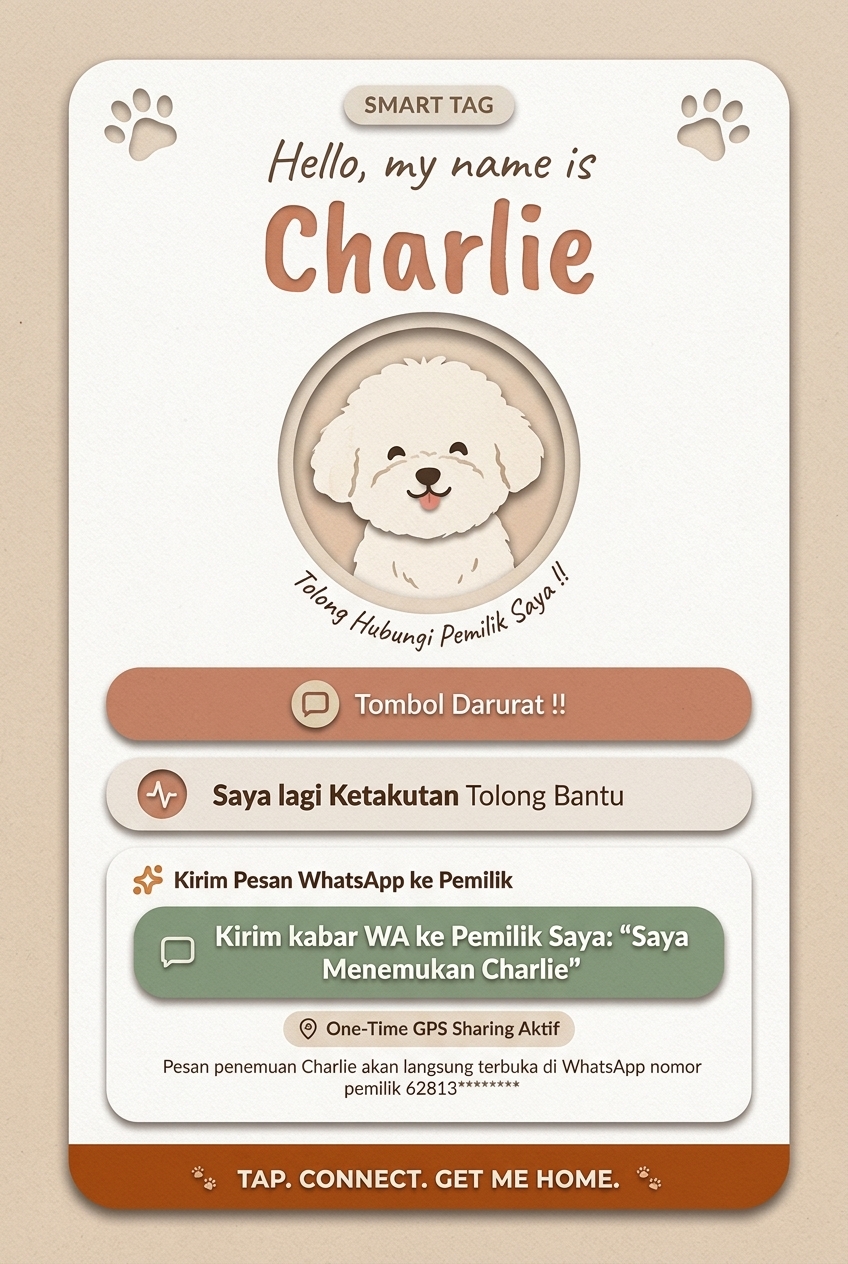 SMART TAG
Hello, my name is
Charlie
Tolong Hubungi Pemilik Saya !!
Tombol Darurat !!
Saya lagi Ketakutan Tolong Bantu
Kirim Pesan WhatsApp ke Pemilik
Kirim kabar WA ke Pemilik Saya: “Saya
Menemukan Charlie”
One-Time GPS Sharing Aktif
Pesan penemuan Charlie akan langsung terbuka di WhatsApp nomor
pemilik 62813********
TAP. CONNECT. GET ME HOME.